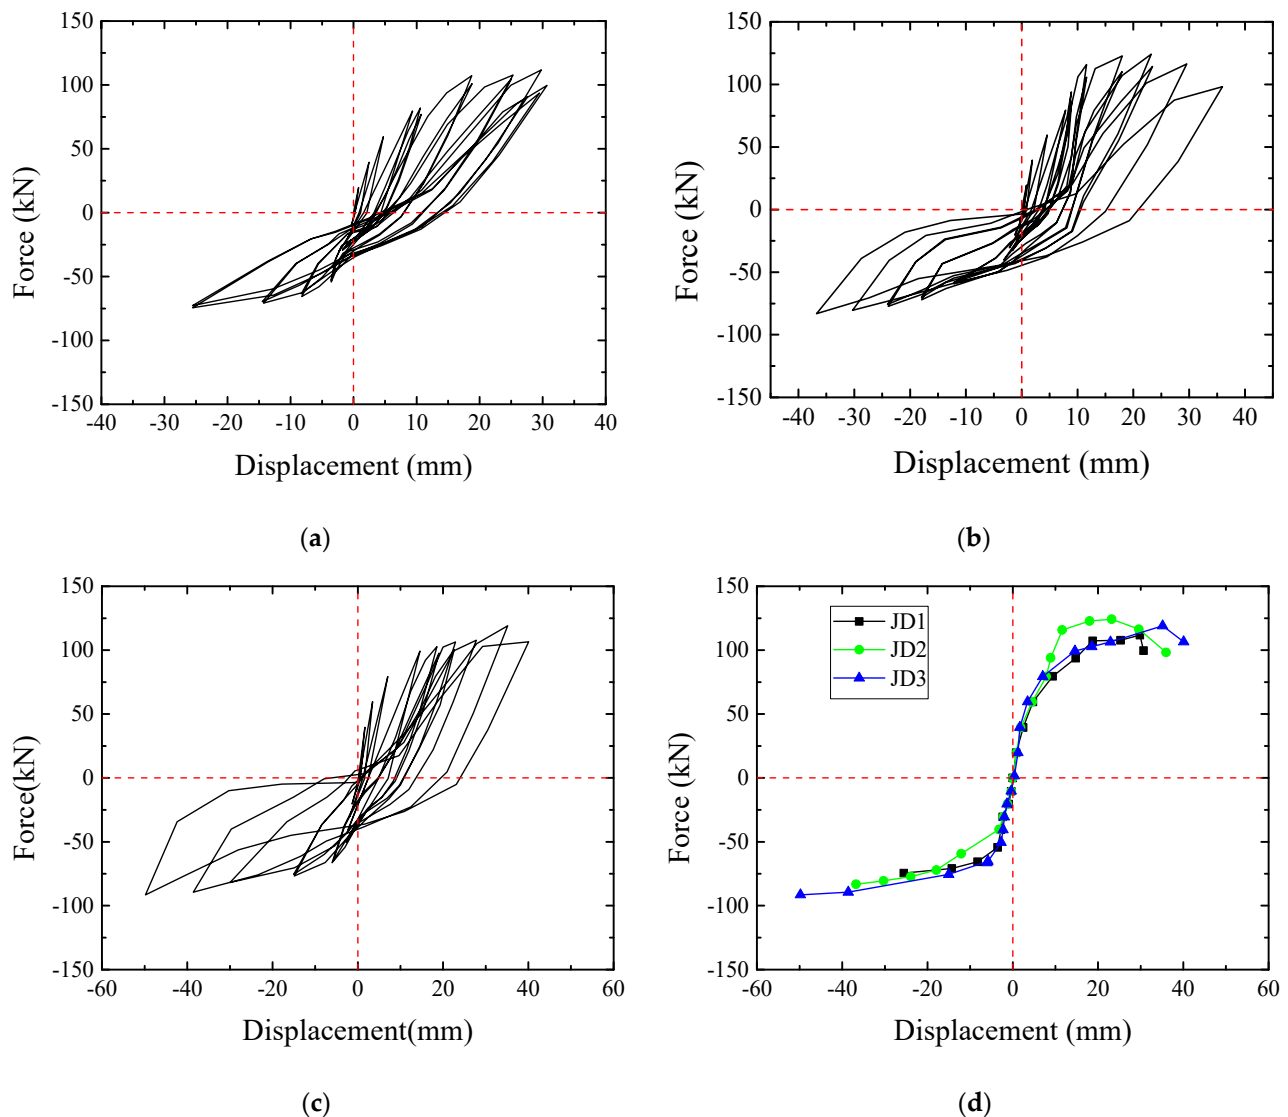 150
100
50
0
-50
-100
-150
-40 -30 -20 -10 0 10 20 30 40
Force (kN)
Displacement (mm)
(a)
150
100
50
0
-50
-100
-150
-40 -30 -20 -10 0 10 20 30 40
Force (kN)
Displacement (mm)
(b)
150
100
50
0
-50
-100
-150
-60 -40 -20 0 20 40 60
Force(kN)
Displacement(mm)
(c)
150
100
50
0
-50
-100
-150
-60 -40 -20 0 20 40 60
Force (kN)
JD1
JD2
JD3
Displacement (mm)
(d)